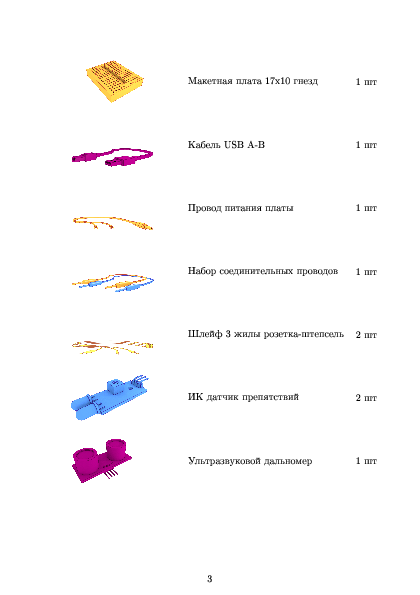 Макетная плата 17х10 гнезд 1 шт
Кабель USB A-B 1 шт
Провод питания платы 1 шт
Набор соединительных проводов 1 шт
Шлейф 3 жилы розетка-штепсель 2 шт
ИК датчик препятствий 2 шт
Ультразвуковой дальномер 1 шт
3